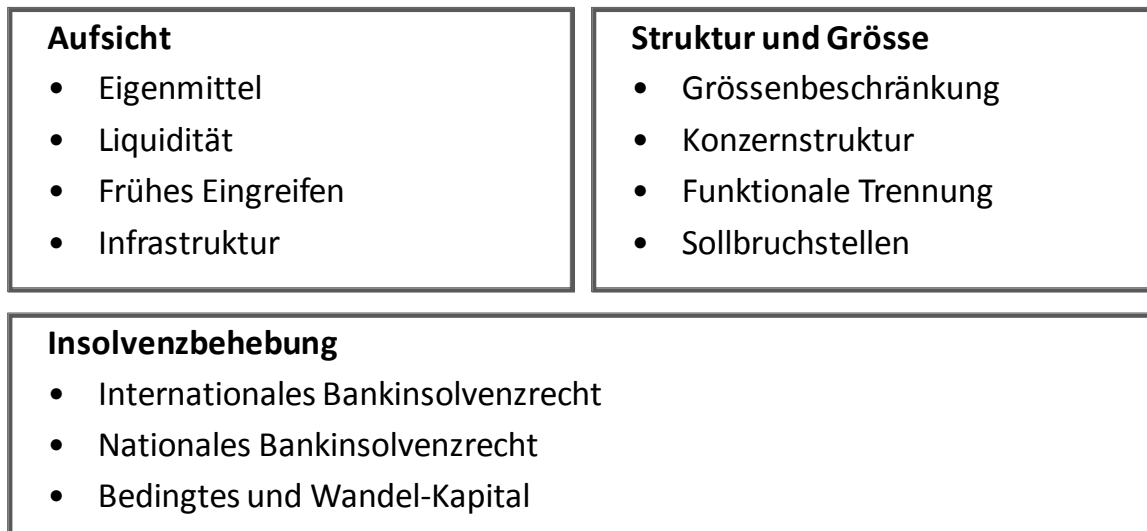 Aufsicht
• Eigenmittel
• Liquidität
• Frühes Eingreifen
• Infrastruktur
Struktur und Grösse
• Grössenbeschränkung
• Konzernstruktur
• Funktionale Trennung
• Sollbruchstellen
Insolvenzbehebung
• Internationales Bankinsolvenzrecht
• Nationales Bankinsolvenzrecht
• Bedingtes und Wandel-Kapital